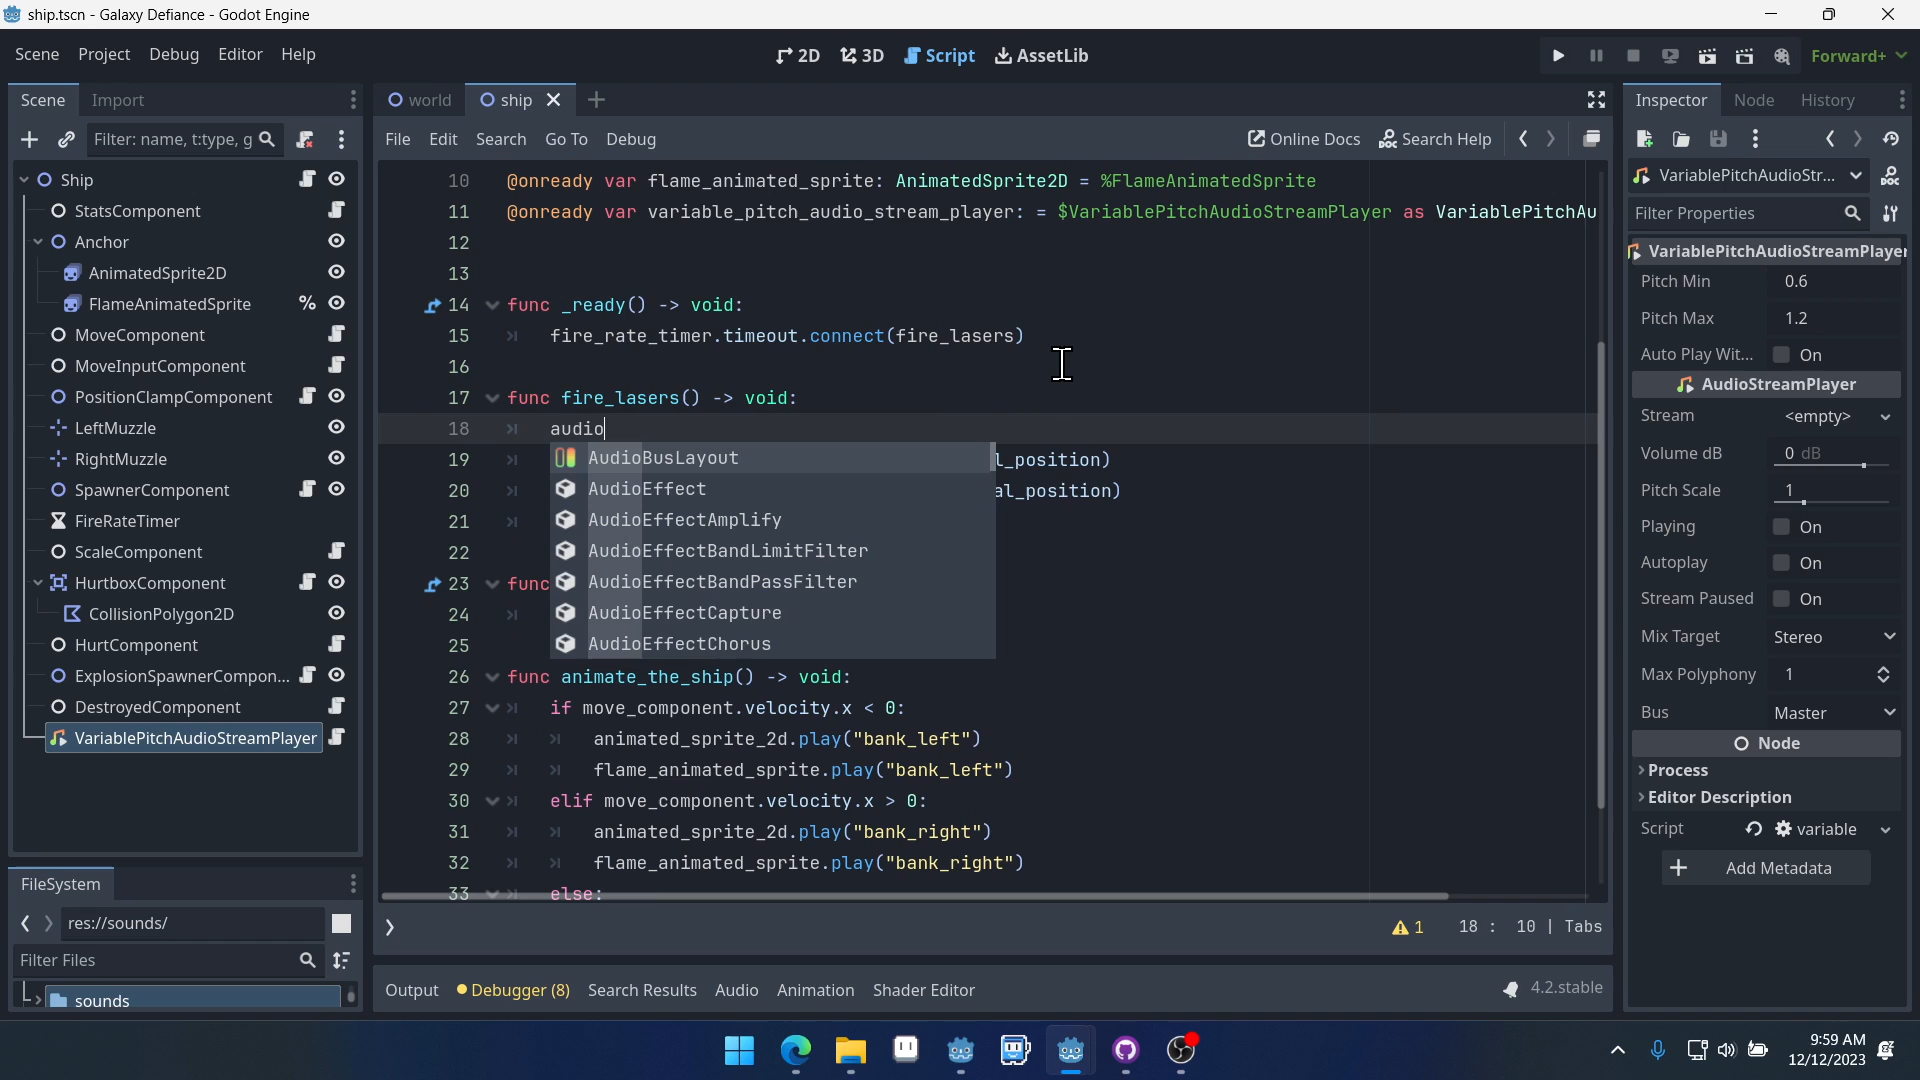 ship.tscn - Galaxy Defiance - Godot Engine
Scene Project Debug Editor Help
2D 3D Script AssetLib
Forward+
Scene Import
world ship
Inspector Node History
Filter: name, t:type, g
File Edit Search Go To Debug
Online Docs Search Help
Ship
StatsComponent
Anchor
AnimatedSprite2D
FlameAnimatedSprite %
MoveComponent
MoveInputComponent
PositionClampComponent
LeftMuzzle
RightMuzzle
SpawnerComponent
FireRateTimer
ScaleComponent
HurtboxComponent
CollisionPolygon2D
HurtComponent
ExplosionSpawnerCompon...
DestroyedComponent
VariablePitchAudioStreamPlayer
FileSystem
res://sounds/
Filter Files
sounds
10 @onready var flame_animated_sprite: AnimatedSprite2D = %FlameAnimatedSprite
11 @onready var variable_pitch_audio_stream_player: = $VariablePitchAudioStreamPlayer as VariablePitchAu
12
13
14 func _ready() -> void:
15 fire_rate_timer.timeout.connect(fire_lasers)
16
17 func fire_lasers() -> void:
18 audio
AudioBusLayout
19 l_position)
AudioEffect
20 al_position)
AudioEffectAmplify
21
AudioEffectBandLimitFilter
22
AudioEffectBandPassFilter
23 func
AudioEffectCapture
24
AudioEffectChorus
25
26 func animate_the_ship() -> void:
27 if move_component.velocity.x < 0:
28 animated_sprite_2d.play("bank_left")
29 flame_animated_sprite.play("bank_left")
30 elif move_component.velocity.x > 0:
31 animated_sprite_2d.play("bank_right")
32 flame_animated_sprite.play("bank_right")
33 else:
1 18 : 10 | Tabs
Output Debugger (8) Search Results Audio Animation Shader Editor
4.2.stable
VariablePitchAudioStr...
Filter Properties
VariablePitchAudioStreamPlayer
Pitch Min 0.6
Pitch Max 1.2
Auto Play Wit... On
AudioStreamPlayer
Stream <empty>
Volume dB 0 dB
Pitch Scale 1
Playing On
Autoplay On
Stream Paused On
Mix Target Stereo
Max Polyphony 1
Bus Master
Node
Process
Editor Description
Script variable
Add Metadata
9:59 AM
12/12/2023